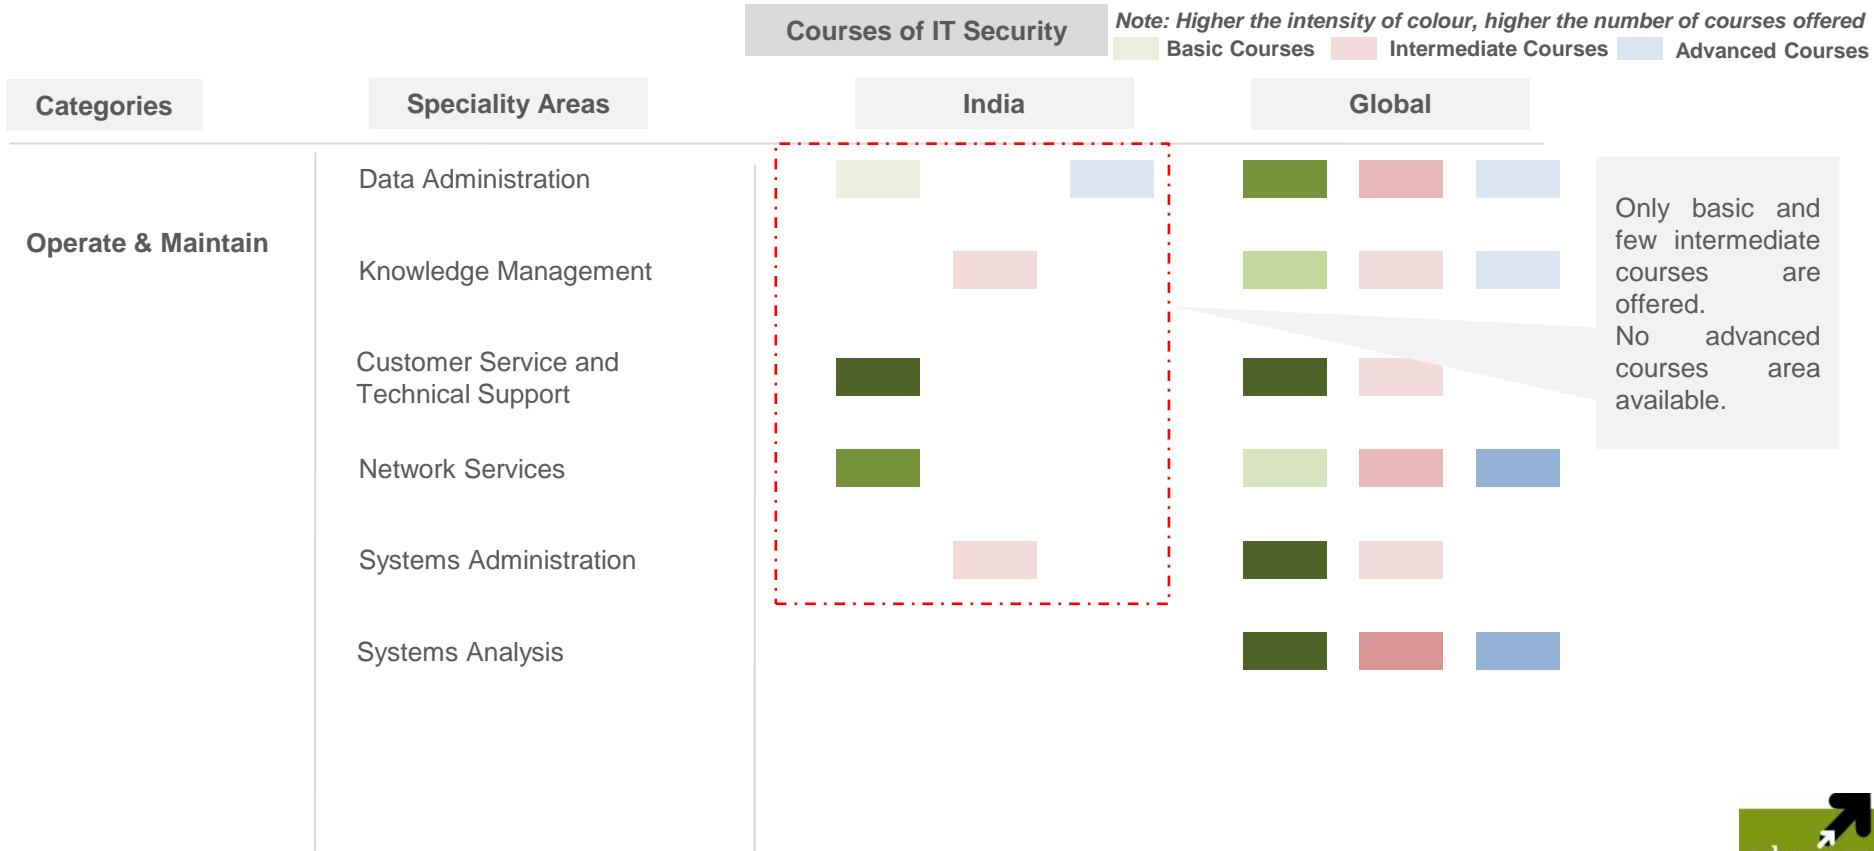 Courses of IT Security
Note: Higher the intensity of colour, higher the number of courses offered
Basic Courses Intermediate Courses Advanced Courses
Categories Speciality Areas India Global
Operate & Maintain
Data Administration
Knowledge Management
Customer Service and
Technical Support
Network Services
Systems Administration
Systems Analysis
Only basic and
few intermediate
courses are
offered.
No advanced
courses area
available.